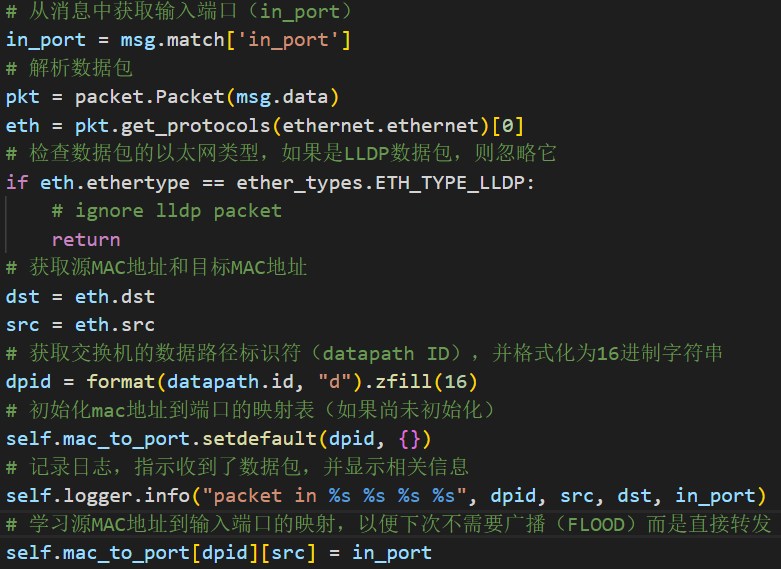 # 从消息中获取输入端口（in_port）
in_port = msg.match['in_port']
# 解析数据包
pkt = packet.Packet(msg.data)
eth = pkt.get_protocols(ethernet.ethernet)[0]
# 检查数据包的以太网类型，如果是LLDP数据包，则忽略它
if eth.ethertype == ether_types.ETH_TYPE_LLDP:
    # ignore lldp packet
    return
# 获取源MAC地址和目标MAC地址
dst = eth.dst
src = eth.src
# 获取交换机的数据路径标识符（datapath ID），并格式化为16进制字符串
dpid = format(datapath.id, "d").zfill(16)
# 初始化mac地址到端口的映射表（如果尚未初始化）
self.mac_to_port.setdefault(dpid, {})
# 记录日志，指示收到了数据包，并显示相关信息
self.logger.info("packet in %s %s %s %s", dpid, src, dst, in_port)
# 学习源MAC地址到输入端口的映射，以便下次不需要广播（FLOOD）而是直接转发
self.mac_to_port[dpid][src] = in_port